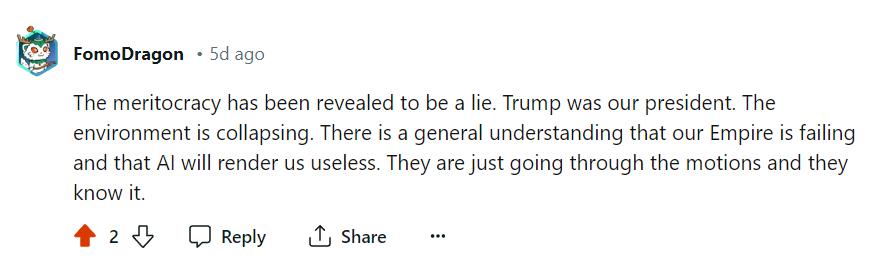 FomoDragon • 5d ago
The meritocracy has been revealed to be a lie. Trump was our president. The
environment is collapsing. There is a general understanding that our Empire is failing
and that AI will render us useless. They are just going through the motions and they
know it.
2 Reply Share ···